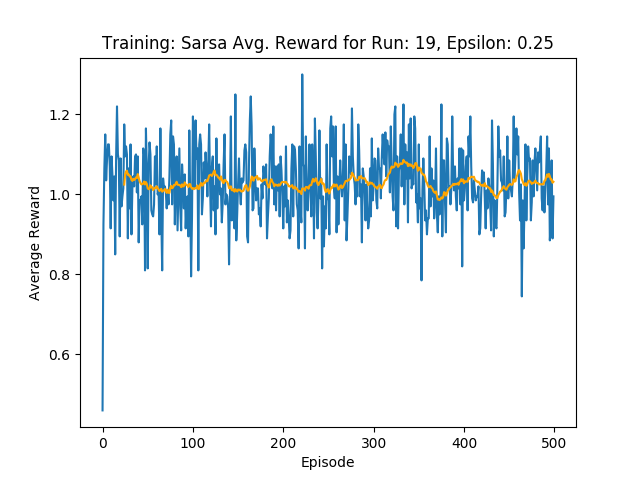 Training: Sarsa Avg. Reward for Run: 19, Epsilon: 0.25
1.2
1.0
0.8
0.6
Average Reward
0 100 200 300 400 500
Episode